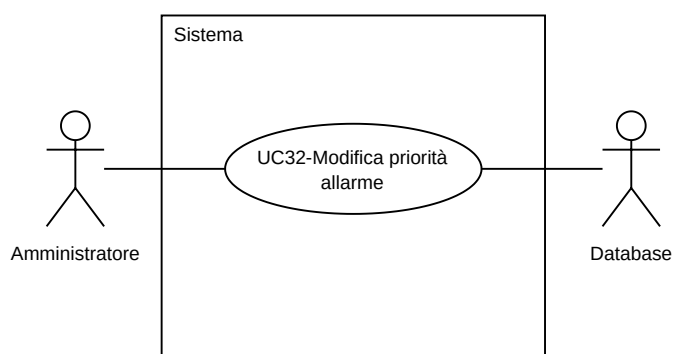 Sistema
UC32-Modifica priorità
allarme
Amministratore
Database